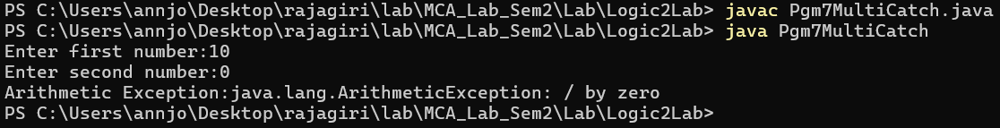 PS C:\Users\annjo\Desktop\rajagiri\lab\MCA_Lab_Sem2\Lab\Logic2Lab> javac Pgm7MultiCatch.java
PS C:\Users\annjo\Desktop\rajagiri\lab\MCA_Lab_Sem2\Lab\Logic2Lab> java Pgm7MultiCatch
Enter first number:10
Enter second number:0
Arithmetic Exception:java.lang.ArithmeticException: / by zero
PS C:\Users\annjo\Desktop\rajagiri\lab\MCA_Lab_Sem2\Lab\Logic2Lab>